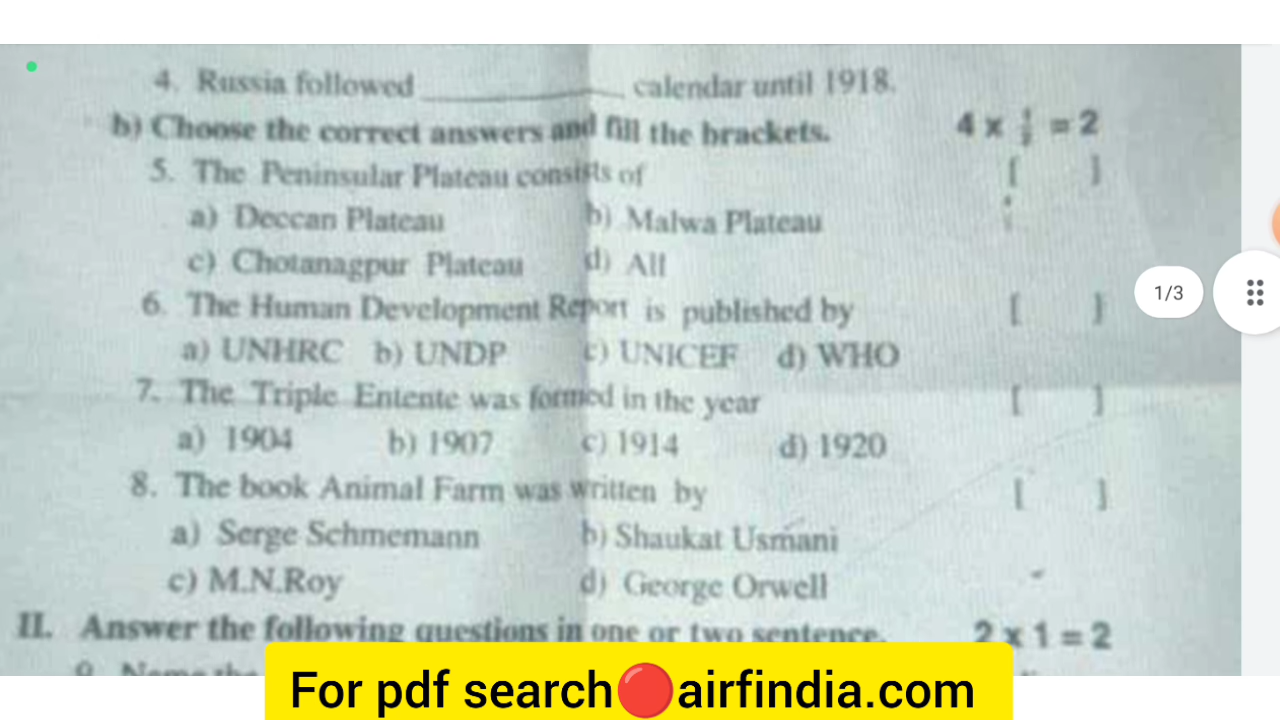 4. Russia followed ____________ calendar until 1918.
b) Choose the correct answers and fill the brackets. 4 x 1/2 = 2
5. The Peninsular Plateau consists of [ ]
a) Deccan Plateau b) Malwa Plateau
c) Chotanagpur Plateau d) All
6. The Human Development Report is published by [ ]
a) UNHRC b) UNDP c) UNICEF d) WHO
7. The Triple Entente was formed in the year [ ]
a) 1904 b) 1907 c) 1914 d) 1920
8. The book Animal Farm was written by [ ]
a) Serge Schmemann b) Shaukat Usmani
c) M.N.Roy d) George Orwell
II. Answer the following questions in one or two sentence. 2 x 1 = 2
9. Name the
1/3
For pdf search🔴airfindia.com